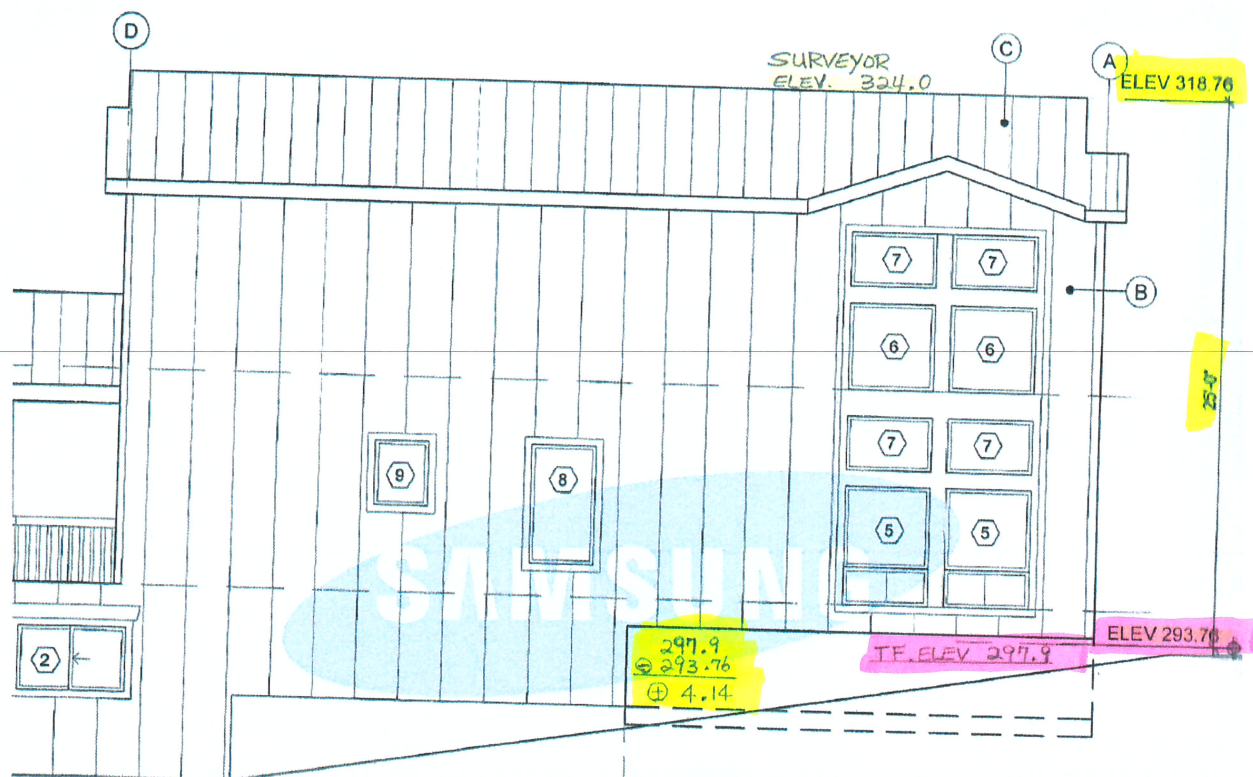 D
SURVEYOR
ELEV. 324.0
C
A
ELEV 318.76
7
7
B
6
6
25'-0"
7
7
9
8
5
5
SAMSUNG
2
297.9
⊖ 293.76
⊕ 4.14
T.F. ELEV 297.9
ELEV 293.76